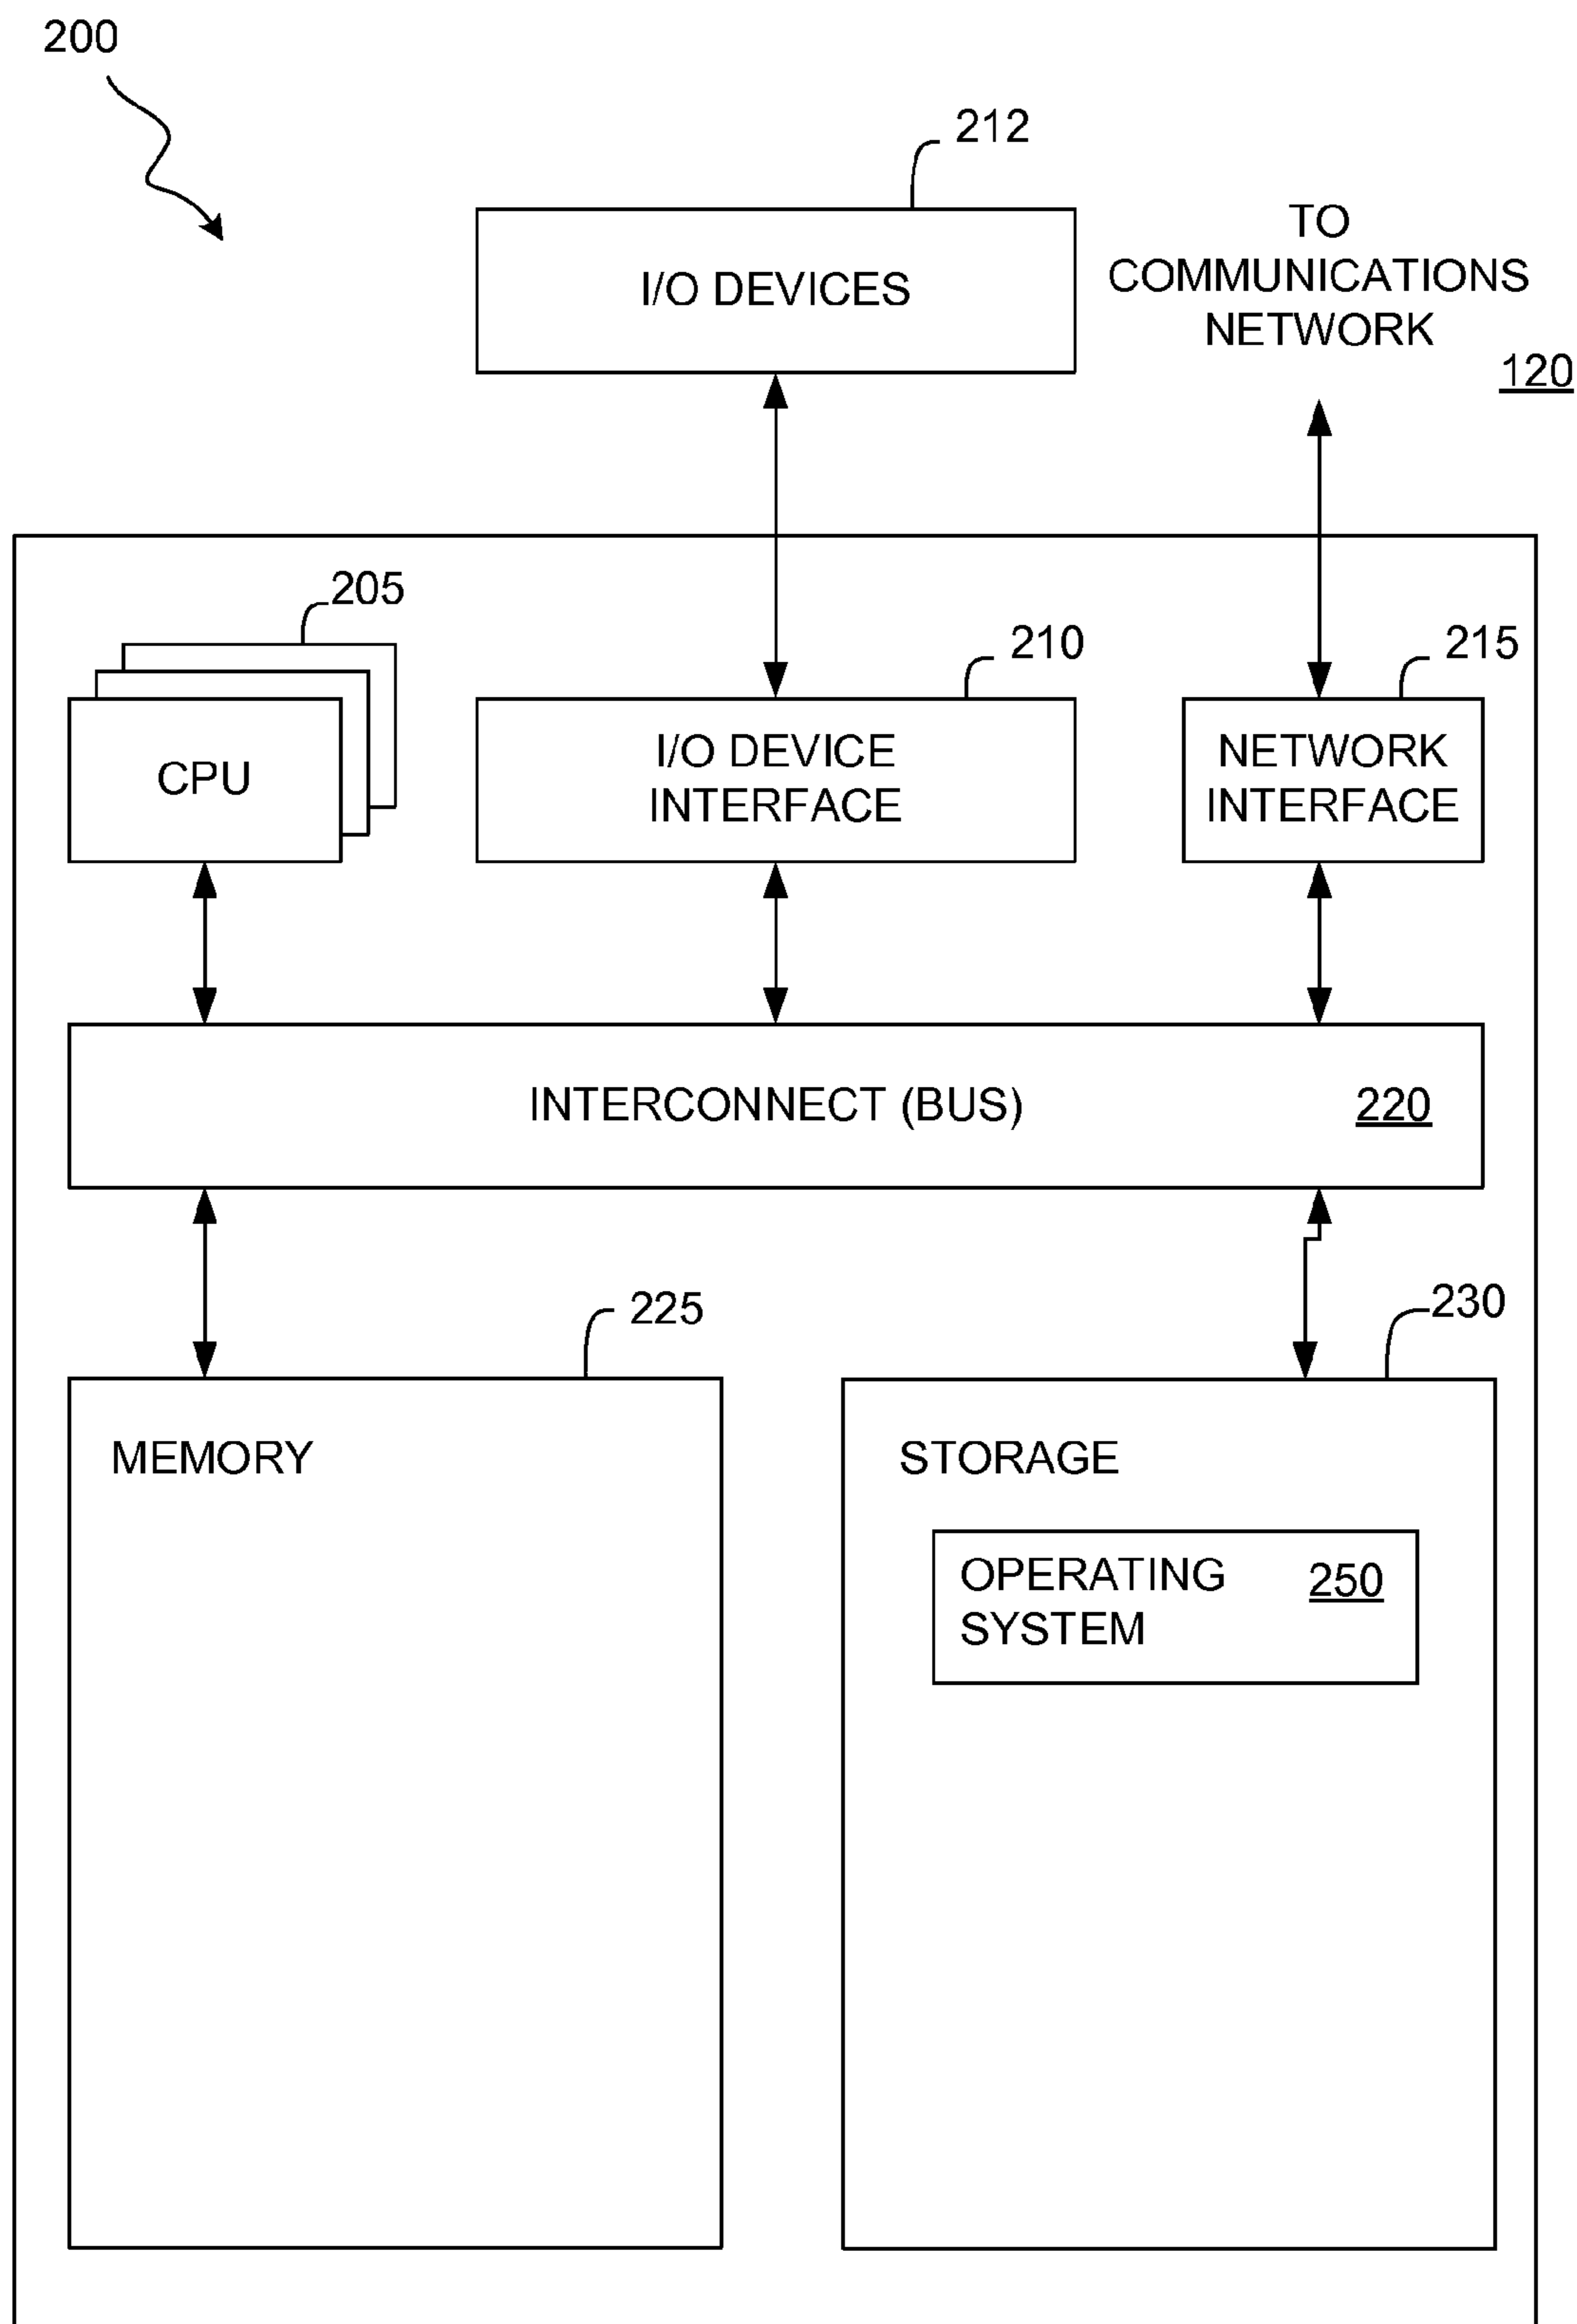 200
212
I/O DEVICES
TO
COMMUNICATIONS
NETWORK
120
205
210
215
CPU
I/O DEVICE
INTERFACE
NETWORK
INTERFACE
INTERCONNECT (BUS)
220
225
230
MEMORY
STORAGE
OPERATING
SYSTEM
250